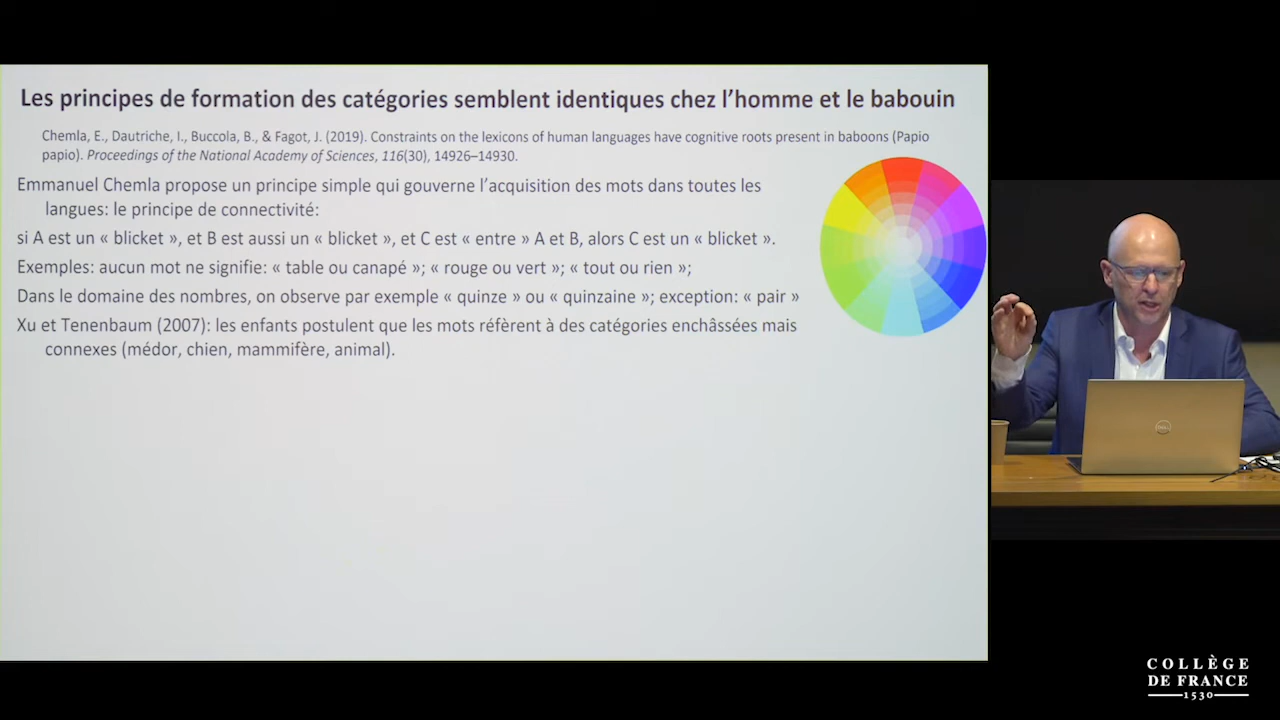 Les principes de formation des catégories semblent identiques chez l'homme et le babouin
Chemla, E., Dautriche, I., Buccola, B., & Fagot, J. (2019). Constraints on the lexicons of human languages have cognitive roots present in baboons (Papio
papio). Proceedings of the National Academy of Sciences, 116(30), 14926–14930.
Emmanuel Chemla propose un principe simple qui gouverne l'acquisition des mots dans toutes les
langues: le principe de connectivité:
si A est un « blicket », et B est aussi un « blicket », et C est « entre » A et B, alors C est un « blicket ».
Exemples: aucun mot ne signifie: « table ou canapé »; « rouge ou vert »; « tout ou rien »;
Dans le domaine des nombres, on observe par exemple « quinze » ou « quinzaine »; exception: « pair »
Xu et Tenenbaum (2007): les enfants postulent que les mots réfèrent à des catégories enchâssées mais
connexes (médor, chien, mammifère, animal).
DELL
COLLÈGE
DE FRANCE
1530